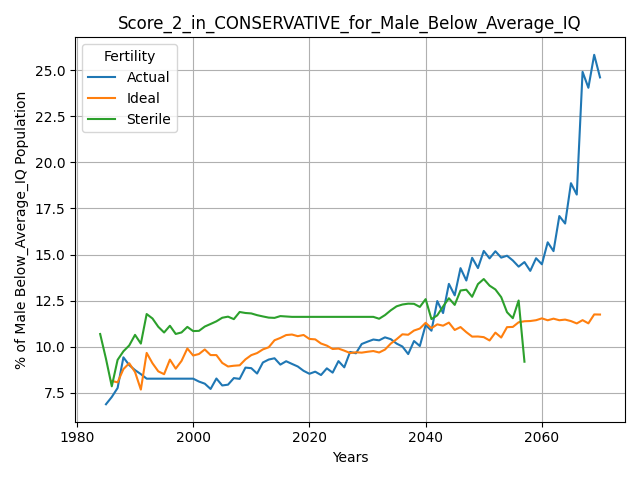 Score_2_in_CONSERVATIVE_for_Male_Below_Average_IQ
% of Male Below_Average_IQ Population
25.0
22.5
20.0
17.5
15.0
12.5
10.0
7.5
Fertility
Actual
Ideal
Sterile
1980 2000 2020 2040 2060
Years